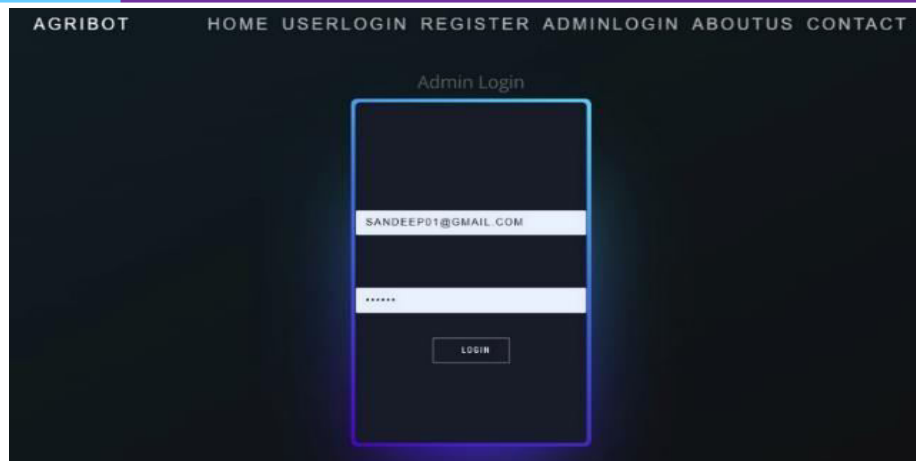 AGRIBOT HOME USERLOGIN REGISTER ADMINLOGIN ABOUTUS CONTACT
Admin Login
SANDEEP01@GMAIL.COM
••••••
LOGIN